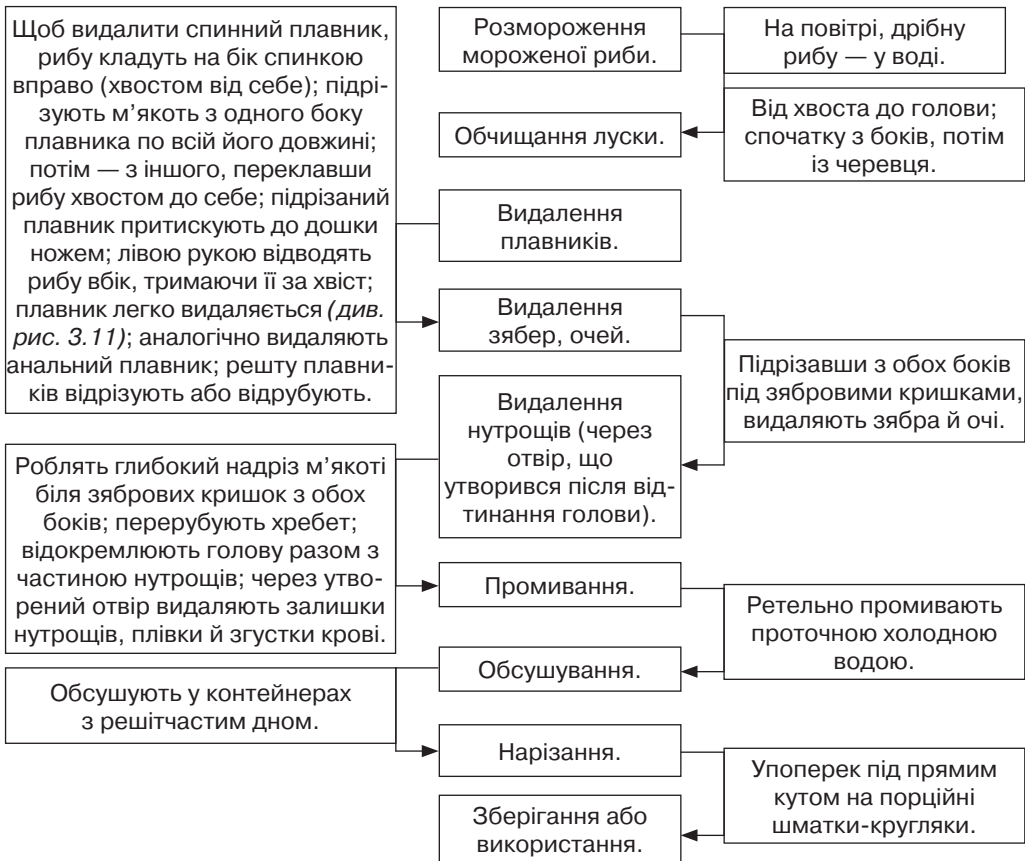 Щоб видалити спинний плавник,
рибу кладуть на бік спинкою
вправо (хвостом від себе); підрі-
зують м’якоть з одного боку
плавника по всій його довжині;
потім — з іншого, переклавши
рибу хвостом до себе; підрізаний
плавник притискують до дошки
ножем; лівою рукою відводять
рибу вбік, тримаючи її за хвіст;
плавник легко видаляється (див.
рис. 3.11); аналогічно видаляють
анальний плавник; решту плавни-
ків відрізують або відрубують.
Роблять глибокий надріз м’якоті
біля зябрових кришок з обох
боків; перерубують хребет;
відокремлюють голову разом з
частиною нутрощів; через утво-
рений отвір видаляють залишки
нутрощів, плівки й згустки крові.
Обсушують у контейнерах
з решітчастим дном.
Розмороження
мороженої риби.
Обчищання луски.
Видалення
плавників.
Видалення
зябер, очей.
Видалення
нутрощів (через
отвір, що
утворився після від-
тинання голови).
Промивання.
Обсушування.
Нарізання.
Зберігання або
використання.
На повітрі, дрібну
рибу — у воді.
Від хвоста до голови;
спочатку з боків, потім
із черевця.
Підрізавши з обох боків
під зябровими кришками,
видаляють зябра й очі.
Ретельно промивають
проточною холодною
водою.
Упоперек під прямим
кутом на порційні
шматки-кругляки.